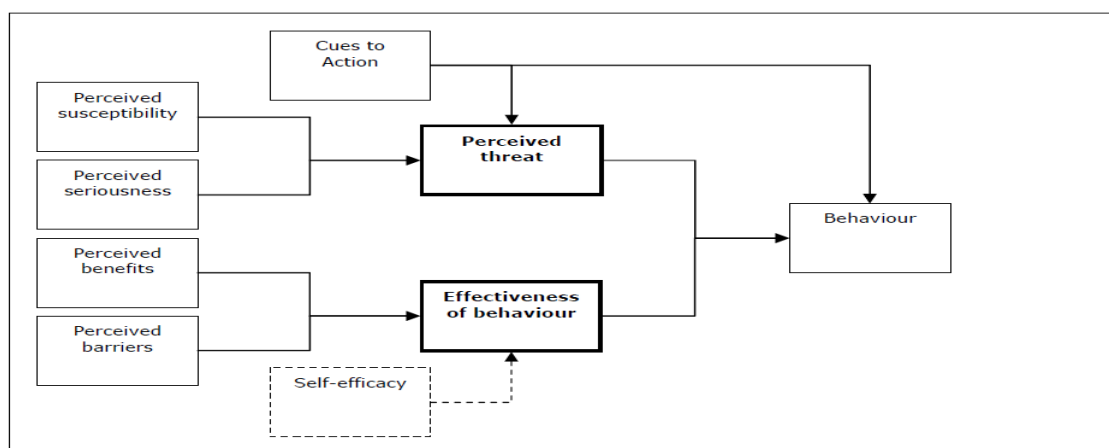 Cues to
Action
Perceived
susceptibility
Perceived
seriousness
Perceived
threat
Behaviour
Perceived
benefits
Perceived
barriers
Effectiveness
of behaviour
Self-efficacy